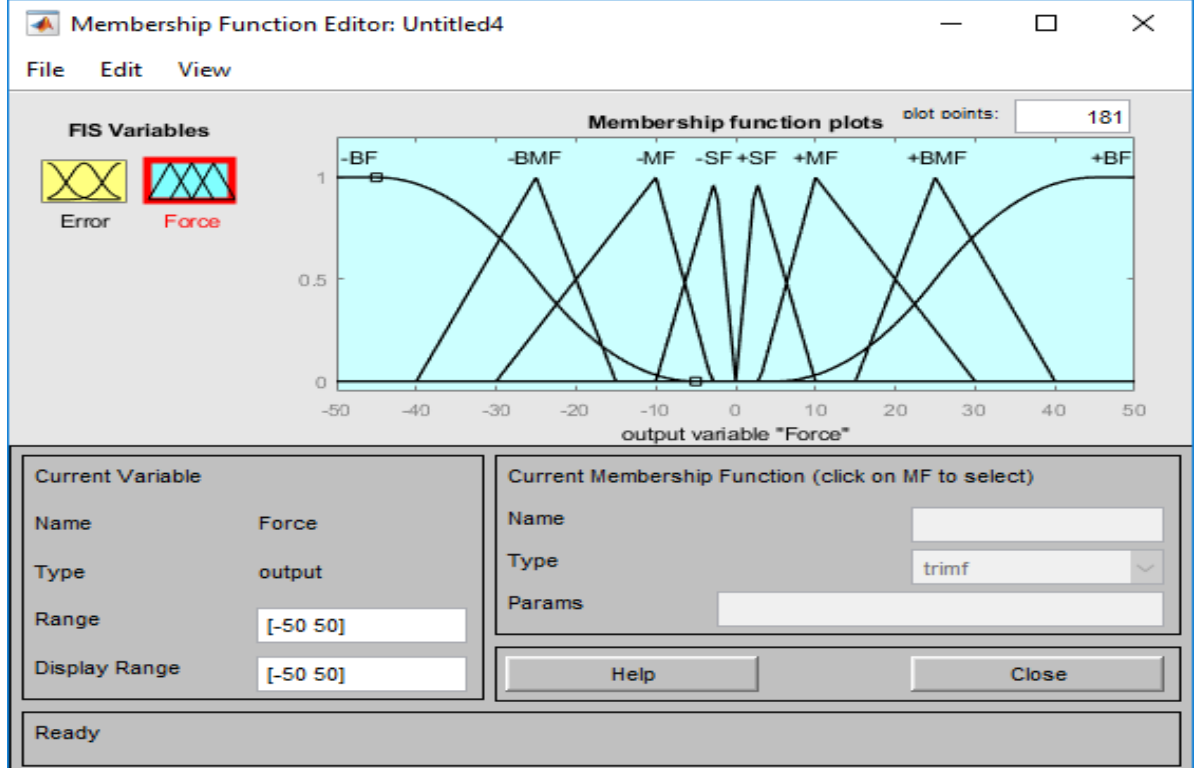 Membership Function Editor: Untitled4
File Edit View
FIS Variables
Error Force
Membership function plots plot points: 181
-BF -BMF -MF -SF +SF +MF +BMF +BF
1
0.5
0
-50 -40 -30 -20 -10 0 10 20 30 40 50
output variable "Force"
Current Variable
Name Force
Type output
Range [-50 50]
Display Range [-50 50]
Current Membership Function (click on MF to select)
Name
Type trimf
Params
Help Close
Ready